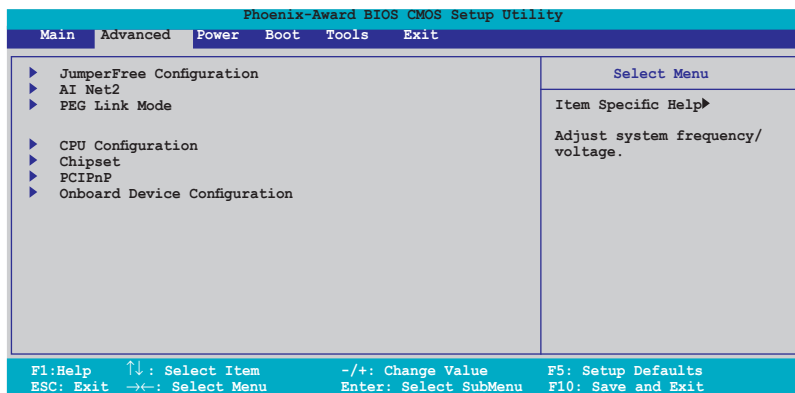 Phoenix-Award BIOS CMOS Setup Utility
Main Advanced Power Boot Tools Exit
JumperFree Configuration
AI Net2
PEG Link Mode
CPU Configuration
Chipset
PCIPnP
Onboard Device Configuration
Select Menu
Item Specific Help
Adjust system frequency/
voltage.
F1:Help ↑↓: Select Item -/+: Change Value F5: Setup Defaults
ESC: Exit →←: Select Menu Enter: Select SubMenu F10: Save and Exit